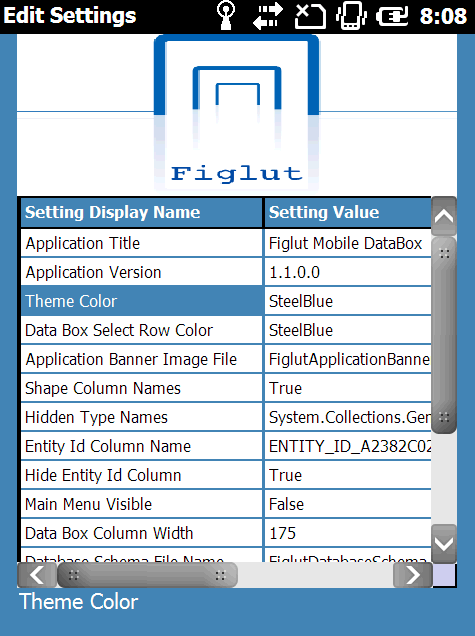 Edit Settings 8:08
Figlut
Setting Display Name Setting Value
Application Title Figlut Mobile DataBox
Application Version 1.1.0.0
Theme Color SteelBlue
Data Box Select Row Color SteelBlue
Application Banner Image File FiglutApplicationBanne
Shape Column Names True
Hidden Type Names System.Collections.Ger
Entity Id Column Name ENTITY_ID_A2382C02
Hide Entity Id Column True
Main Menu Visible False
Data Box Column Width 175
Database Schema File Name FiglutDatabaseSchema
Theme Color